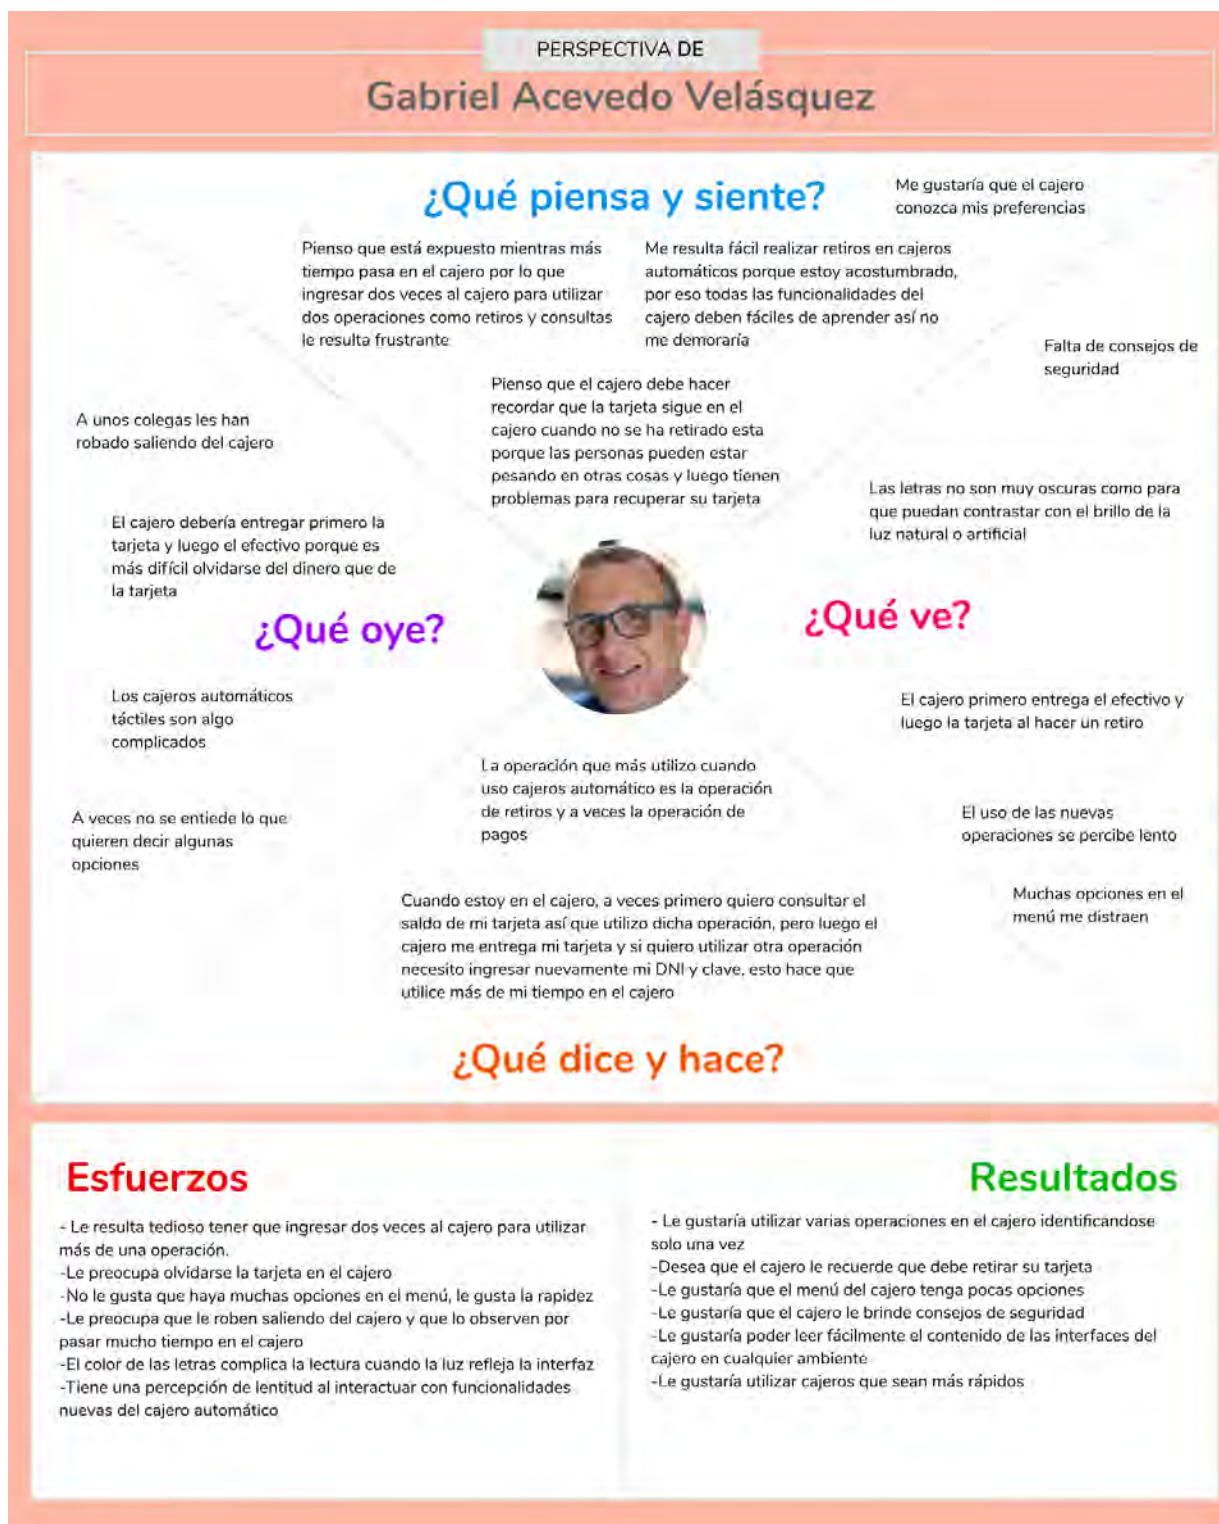 PERSPECTIVA DE
Gabriel Acevedo Velásquez
¿Qué piensa y siente?
Me gustaría que el cajero
conozca mis preferencias
Pienso que está expuesto mientras más
tiempo pasa en el cajero por lo que
ingresar dos veces al cajero para utilizar
dos operaciones como retiros y consultas
le resulta frustrante
Me resulta fácil realizar retiros en cajeros
automáticos porque estoy acostumbrado,
por eso todas las funcionalidades del
cajero deben fáciles de aprender así no
me demoraría
Pienso que el cajero debe hacer
recordar que la tarjeta sigue en el
cajero cuando no se ha retirado esta
porque las personas pueden estar
pesando en otras cosas y luego tienen
problemas para recuperar su tarjeta
A unos colegas les han
robado saliendo del cajero
El cajero debería entregar primero la
tarjeta y luego el efectivo porque es
más difícil olvidarse del dinero que de
la tarjeta
¿Qué oye?
Los cajeros automáticos
táctiles son algo
complicados
A veces no se entiede lo que
quieren decir algunas
opciones
Falta de consejos de
seguridad
Las letras no son muy oscuras como para
que puedan contrastar con el brillo de la
luz natural o artificial
¿Qué ve?
El cajero primero entrega el efectivo y
luego la tarjeta al hacer un retiro
El uso de las nuevas
operaciones se percibe lento
Muchas opciones en el
menú me distraen
La operación que más utilizo cuando
uso cajeros automático es la operación
de retiros y a veces la operación de
pagos
Cuando estoy en el cajero, a veces primero quiero consultar el
saldo de mi tarjeta así que utilizo dicha operación, pero luego el
cajero me entrega mi tarjeta y si quiero utilizar otra operación
necesito ingresar nuevamente mi DNI y clave, esto hace que
utilice más de mi tiempo en el cajero
¿Qué dice y hace?
Esfuerzos
- Le resulta tedioso tener que ingresar dos veces al cajero para utilizar
más de una operación.
-Le preocupa olvidarse la tarjeta en el cajero
-No le gusta que haya muchas opciones en el menú, le gusta la rapidez
-Le preocupa que le roben saliendo del cajero y que lo observen por
pasar mucho tiempo en el cajero
-El color de las letras complica la lectura cuando la luz refleja la interfaz
-Tiene una percepción de lentitud al interactuar con funcionalidades
nuevas del cajero automático
Resultados
- Le gustaría utilizar varias operaciones en el cajero identificandose
solo una vez
-Desea que el cajero le recuerde que debe retirar su tarjeta
-Le gustaría que el menú del cajero tenga pocas opciones
-Le gustaría que el cajero le brinde consejos de seguridad
-Le gustaría poder leer fácilmente el contenido de las interfaces del
cajero en cualquier ambiente
-Le gustaría utilizar cajeros que sean más rápidos